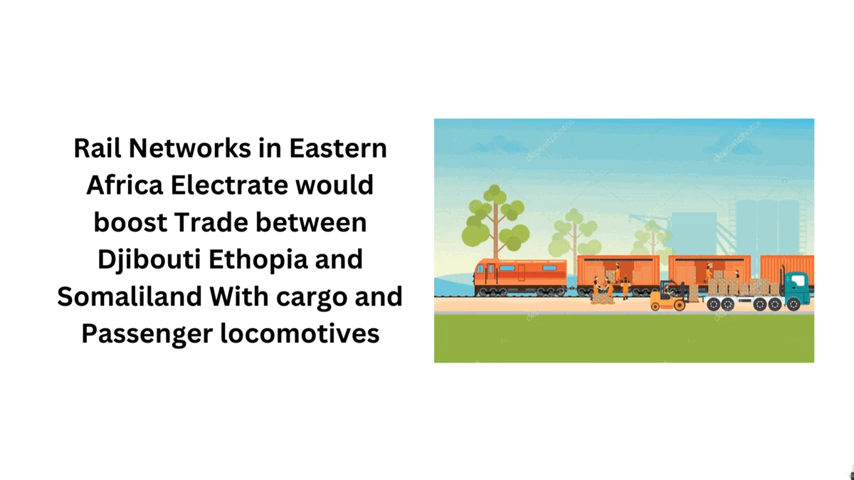 Rail Networks in Eastern
Africa Electrate would
boost Trade between
Djibouti Ethopia and
Somaliland With cargo and
Passenger locomotives